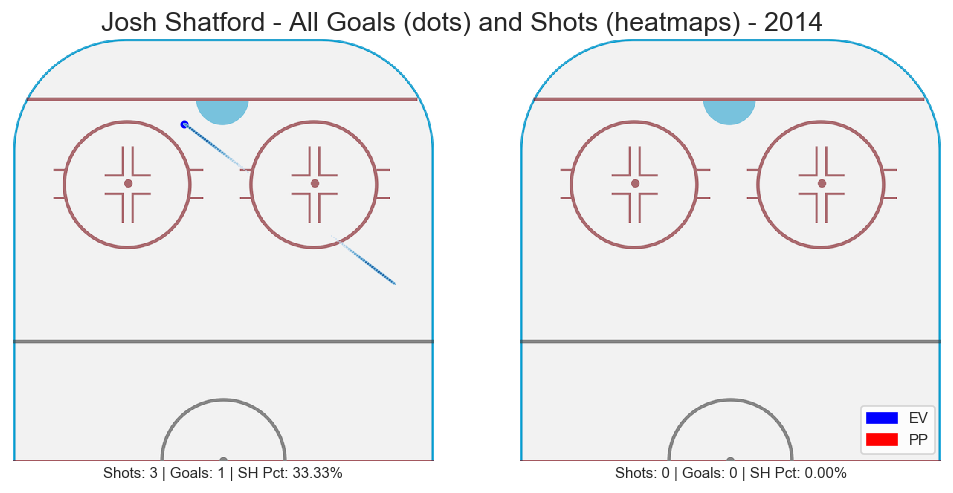 Josh Shatford - All Goals (dots) and Shots (heatmaps) - 2014
EV
PP
Shots: 3 | Goals: 1 | SH Pct: 33.33%
Shots: 0 | Goals: 0 | SH Pct: 0.00%